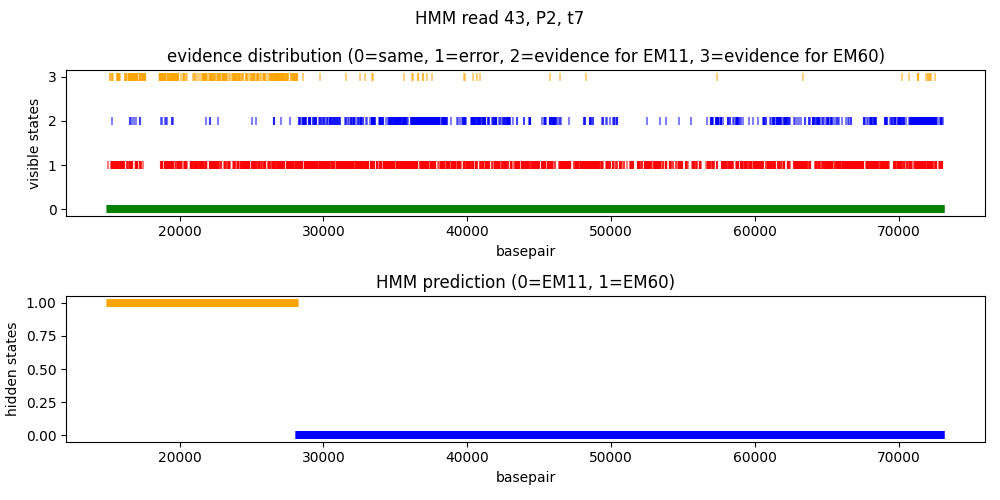 HMM read 43, P2, t7
evidence distribution (0=same, 1=error, 2=evidence for EM11, 3=evidence for EM60)
visible states
3
2
1
0
20000 30000 40000 50000 60000 70000
basepair
HMM prediction (0=EM11, 1=EM60)
hidden states
1.00
0.75
0.50
0.25
0.00
20000 30000 40000 50000 60000 70000
basepair